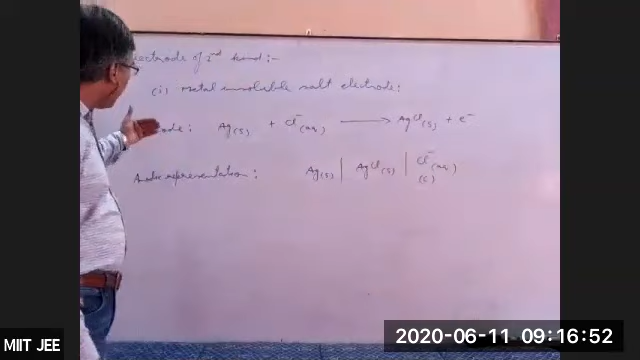 ectrode of 2nd kind :-
(i) Metal insoluble salt electrode :
ode : Ag(s) + Cl⁻(aq) ⟶ AgCl(s) + e⁻
Anode representation : Ag(s) | AgCl(s) | Cl⁻(aq)
(c)
MIIT JEE
2020-06-11 09:16:52